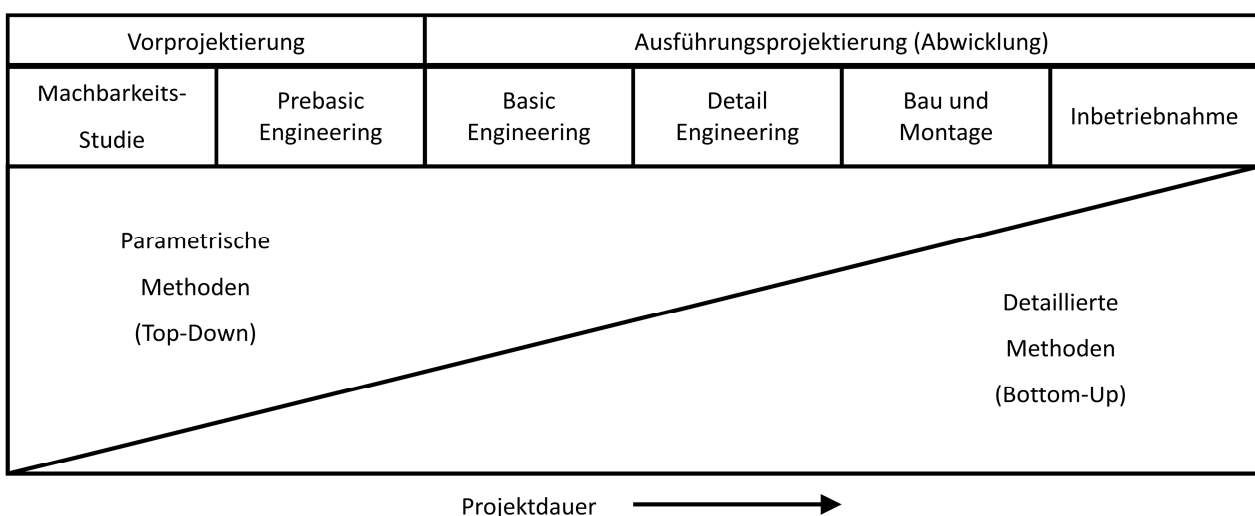 Vorprojektierung
Ausführungsprojektierung (Abwicklung)
Machbarkeits-
Studie
Prebasic
Engineering
Basic
Engineering
Detail
Engineering
Bau und
Montage
Inbetriebnahme
Parametrische
Methoden
(Top-Down)
Detaillierte
Methoden
(Bottom-Up)
Projektdauer